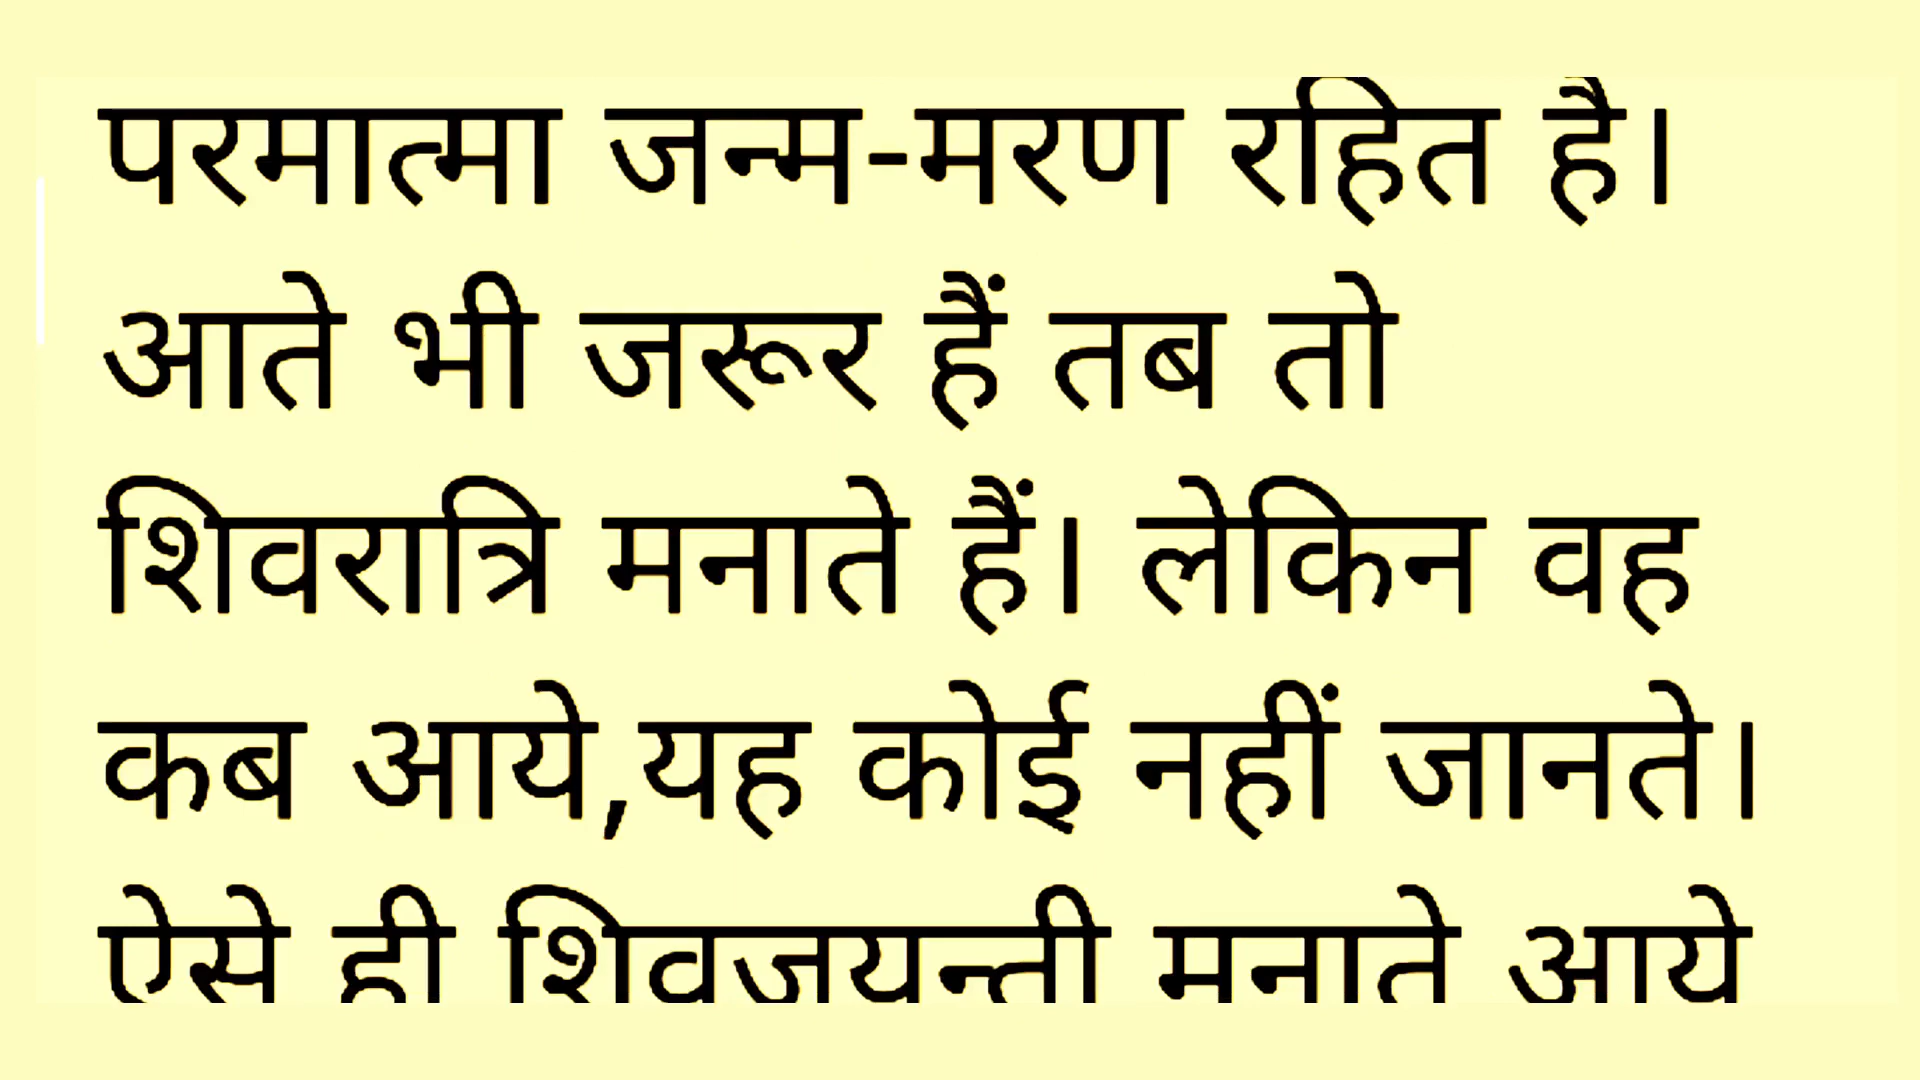 परमात्मा जन्म-मरण रहित है।
आते भी जरूर हैं तब तो
शिवरात्रि मनाते हैं। लेकिन वह
कब आये,यह कोई नहीं जानते।
ऐसे ही शिवजयन्ती मनाते आये